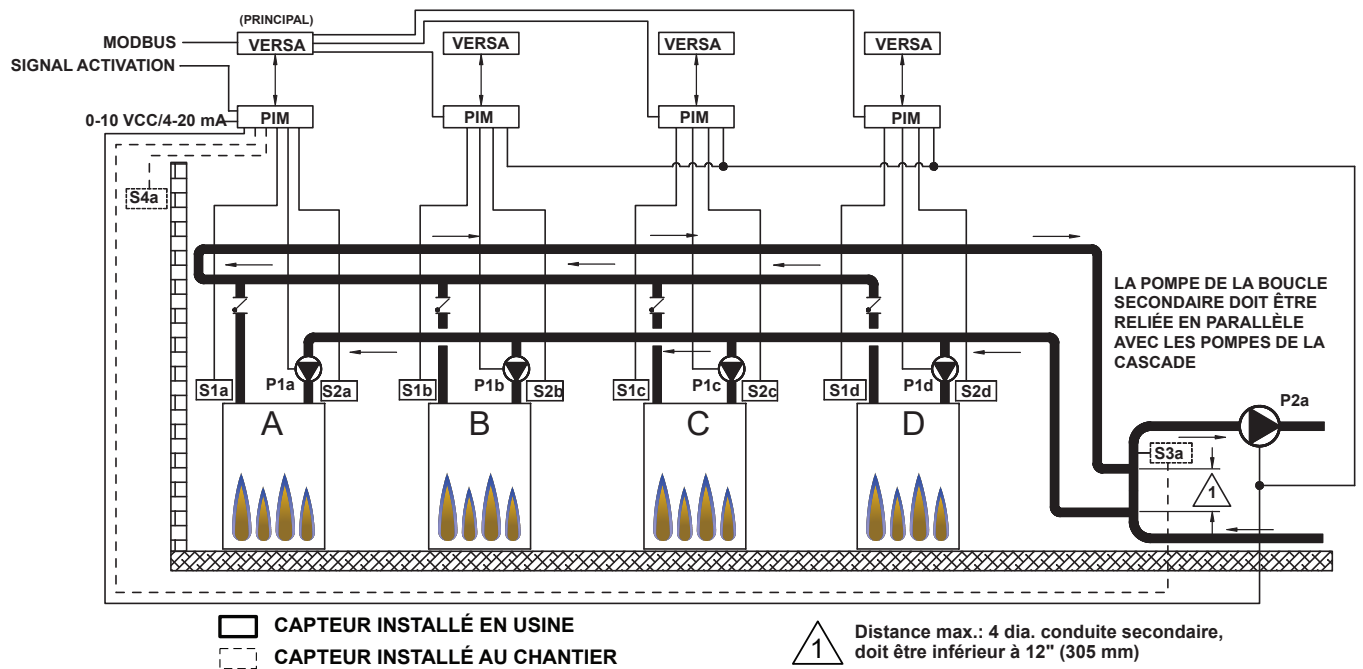 (PRINCIPAL)
MODBUS
VERSA
VERSA
VERSA
VERSA
SIGNAL ACTIVATION
0-10 VCC/4-20 mA
PIM
PIM
PIM
PIM
S4a
LA POMPE DE LA BOUCLE
SECONDAIRE DOIT ÊTRE
RELIÉE EN PARALLÈLE
AVEC LES POMPES DE LA
CASCADE
S1a
P1a
S2a
S1b
P1b
S2b
S1c
P1c
S2c
S1d
P1d
S2d
P2a
A
B
C
D
S3a
1
CAPTEUR INSTALLÉ EN USINE
CAPTEUR INSTALLÉ AU CHANTIER
1
Distance max.: 4 dia. conduite secondaire,
doit être inférieur à 12" (305 mm)